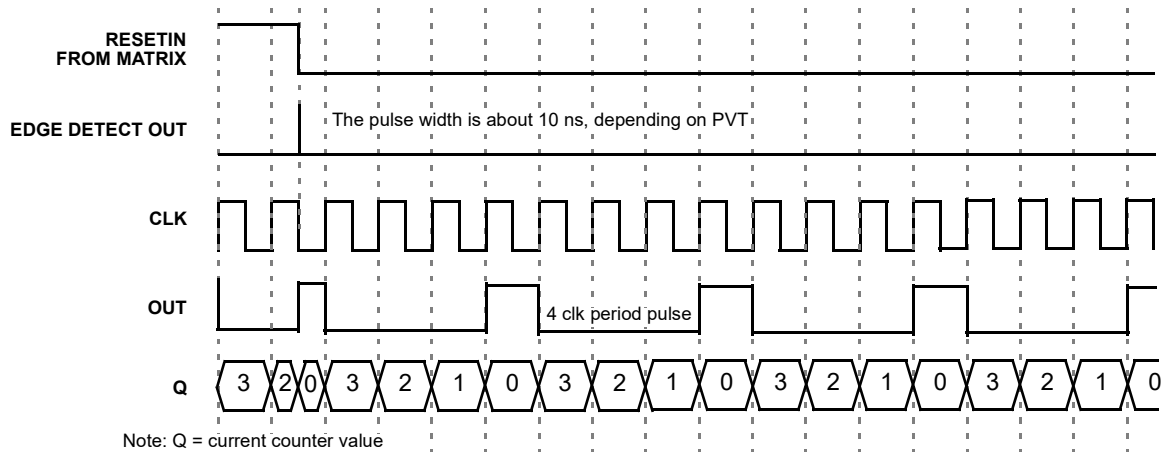 RESETIN
FROM MATRIX
EDGE DETECT OUT
The pulse width is about 10 ns, depending on PVT
CLK
OUT
4 clk period pulse
Q
3 2 0 3 2 1 0 3 2 1 0 3 2 1 0 3 2 1 0
Note: Q = current counter value